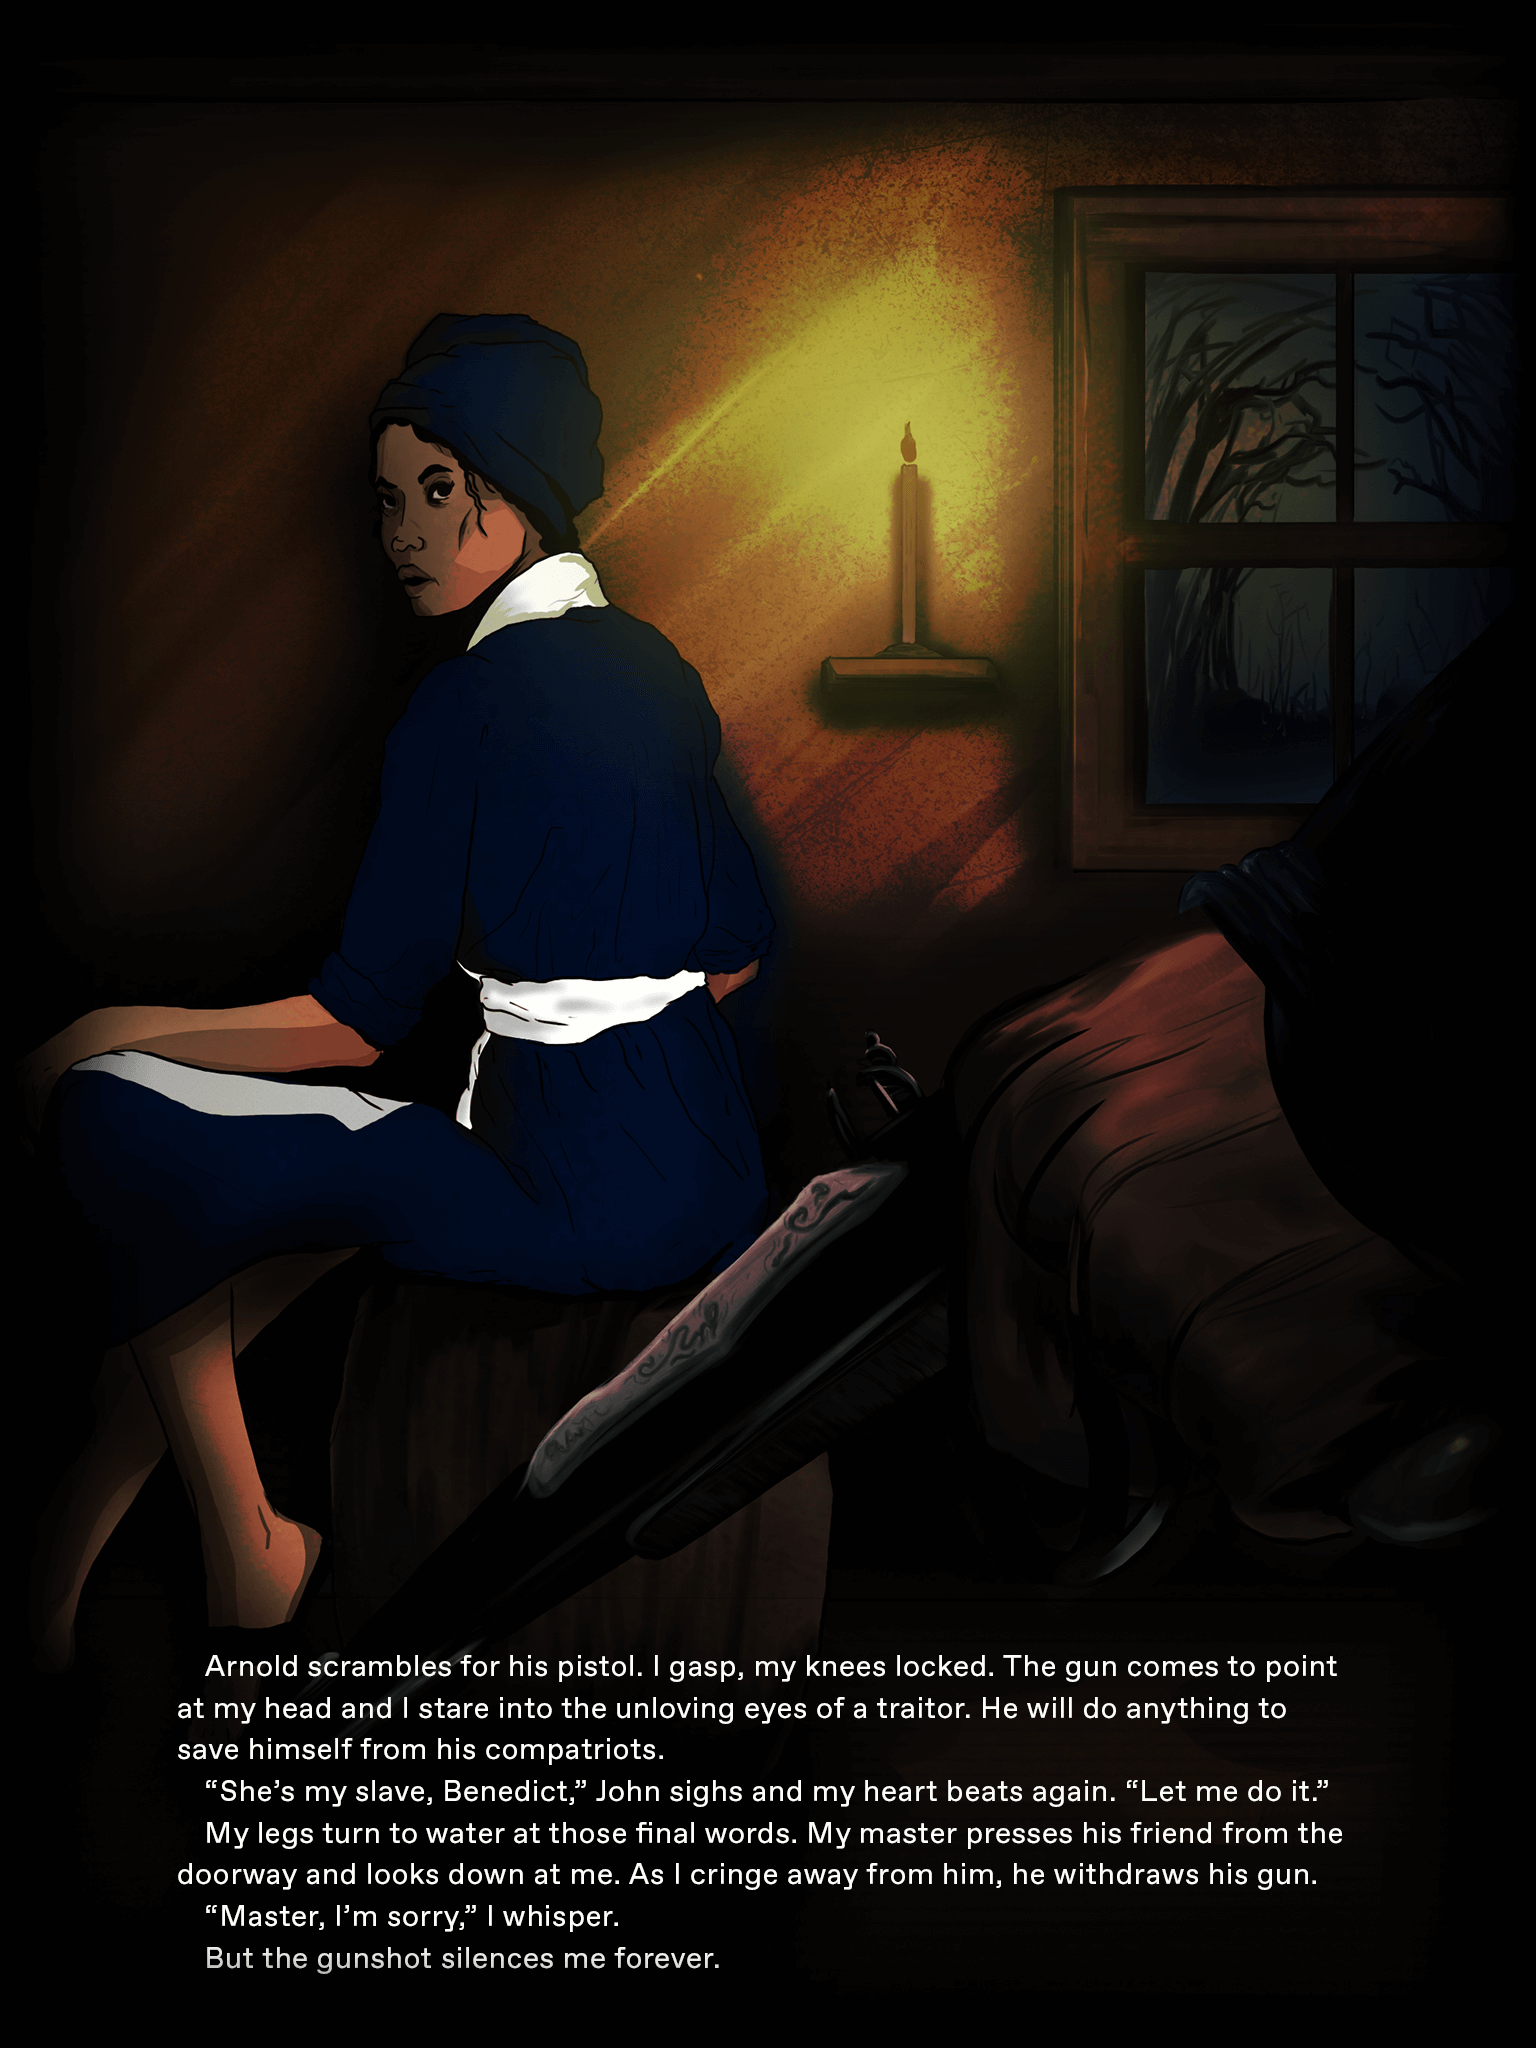 Arnold scrambles for his pistol. I gasp, my knees locked. The gun comes to point
at my head and I stare into the unloving eyes of a traitor. He will do anything to
save himself from his compatriots.
“She’s my slave, Benedict,” John sighs and my heart beats again. “Let me do it.”
My legs turn to water at those final words. My master presses his friend from the
doorway and looks down at me. As I cringe away from him, he withdraws his gun.
“Master, I’m sorry,” I whisper.
But the gunshot silences me forever.